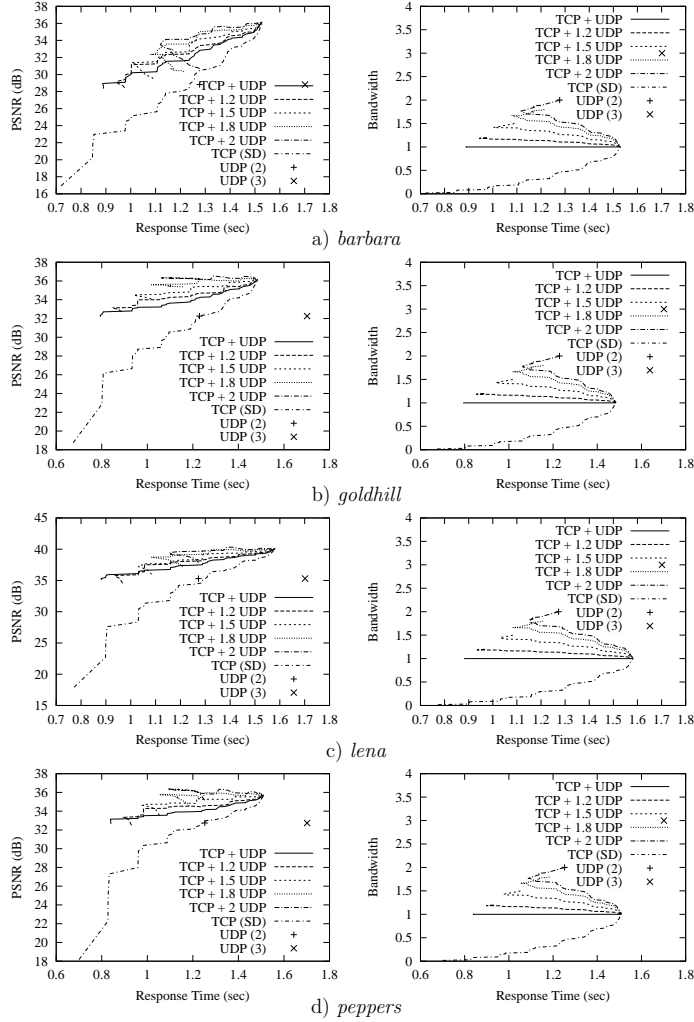 36
34
32
30
28
26
24
22
20
18
16
PSNR (dB)
TCP + UDP
TCP + 1.2 UDP
TCP + 1.5 UDP
TCP + 1.8 UDP
TCP + 2 UDP
TCP (SD)
UDP (2)
UDP (3)
0.7 0.8 0.9 1 1.1 1.2 1.3 1.4 1.5 1.6
Response Time (sec)
4
3.5
3
2.5
2
1.5
1
0.5
0
Bandwidth
TCP + UDP
TCP + 1.2 UDP
TCP + 1.5 UDP
TCP + 1.8 UDP
TCP + 2 UDP
TCP (SD)
UDP (2)
UDP (3)
0.7 0.8 0.9 1 1.1 1.2 1.3 1.4 1.5 1.6
Response Time (sec)
a) barbara
38
36
34
32
30
28
26
24
22
20
18
PSNR (dB)
TCP + UDP
TCP + 1.2 UDP
TCP + 1.5 UDP
TCP + 1.8 UDP
TCP + 2 UDP
TCP (SD)
UDP (2)
UDP (3)
0.6 0.8 1 1.2 1.4 1.6 1.8
Response Time (sec)
4
3.5
3
2.5
2
1.5
1
0.5
0
Bandwidth
TCP + UDP
TCP + 1.2 UDP
TCP + 1.5 UDP
TCP + 1.8 UDP
TCP + 2 UDP
TCP (SD)
UDP (2)
UDP (3)
0.6 0.8 1 1.2 1.4 1.6 1.8
Response Time (sec)
b) goldhill
45
40
35
30
25
20
15
PSNR (dB)
TCP + UDP
TCP + 1.2 UDP
TCP + 1.5 UDP
TCP + 1.8 UDP
TCP + 2 UDP
TCP (SD)
UDP (2)
UDP (3)
0.7 0.8 0.9 1 1.1 1.2 1.3 1.4 1.5 1.6 1.7 1.8
Response Time (sec)
4
3.5
3
2.5
2
1.5
1
0.5
0
Bandwidth
TCP + UDP
TCP + 1.2 UDP
TCP + 1.5 UDP
TCP + 1.8 UDP
TCP + 2 UDP
TCP (SD)
UDP (2)
UDP (3)
0.7 0.8 0.9 1 1.1 1.2 1.3 1.4 1.5 1.6 1.7 1.8
Response Time (sec)
c) lena
38
36
34
32
30
28
26
24
22
20
18
PSNR (dB)
TCP + UDP
TCP + 1.2 UDP
TCP + 1.5 UDP
TCP + 1.8 UDP
TCP + 2 UDP
TCP (SD)
UDP (2)
UDP (3)
0.6 0.8 1 1.2 1.4 1.6 1.8
Response Time (sec)
4
3.5
3
2.5
2
1.5
1
0.5
0
Bandwidth
TCP + UDP
TCP + 1.2 UDP
TCP + 1.5 UDP
TCP + 1.8 UDP
TCP + 2 UDP
TCP (SD)
UDP (2)
UDP (3)
0.6 0.8 1 1.2 1.4 1.6 1.8
Response Time (sec)
d) peppers